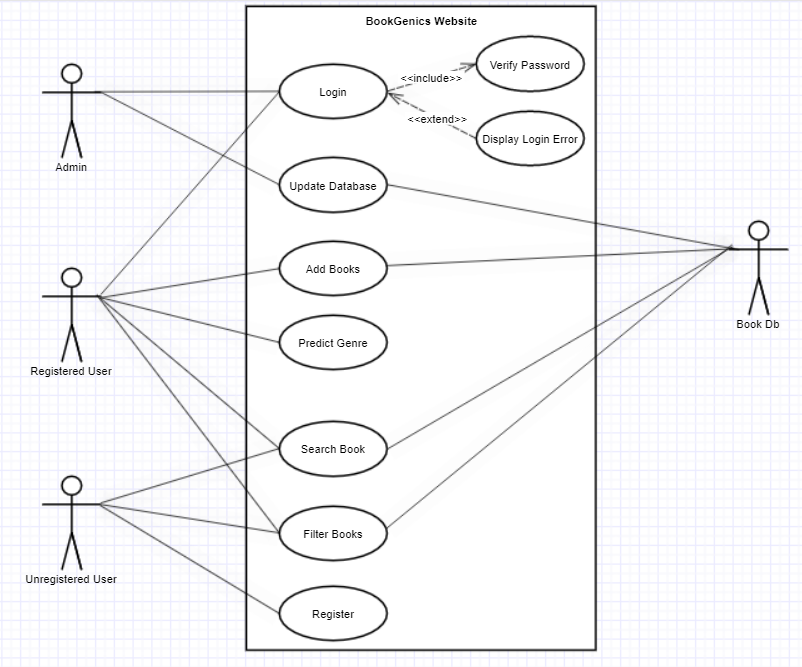 BookGenics Website
Verify Password
<<include>>
Login
<<extend>>
Display Login Error
Admin
Update Database
Add Books
Book Db
Predict Genre
Registered User
Search Book
Filter Books
Unregistered User
Register